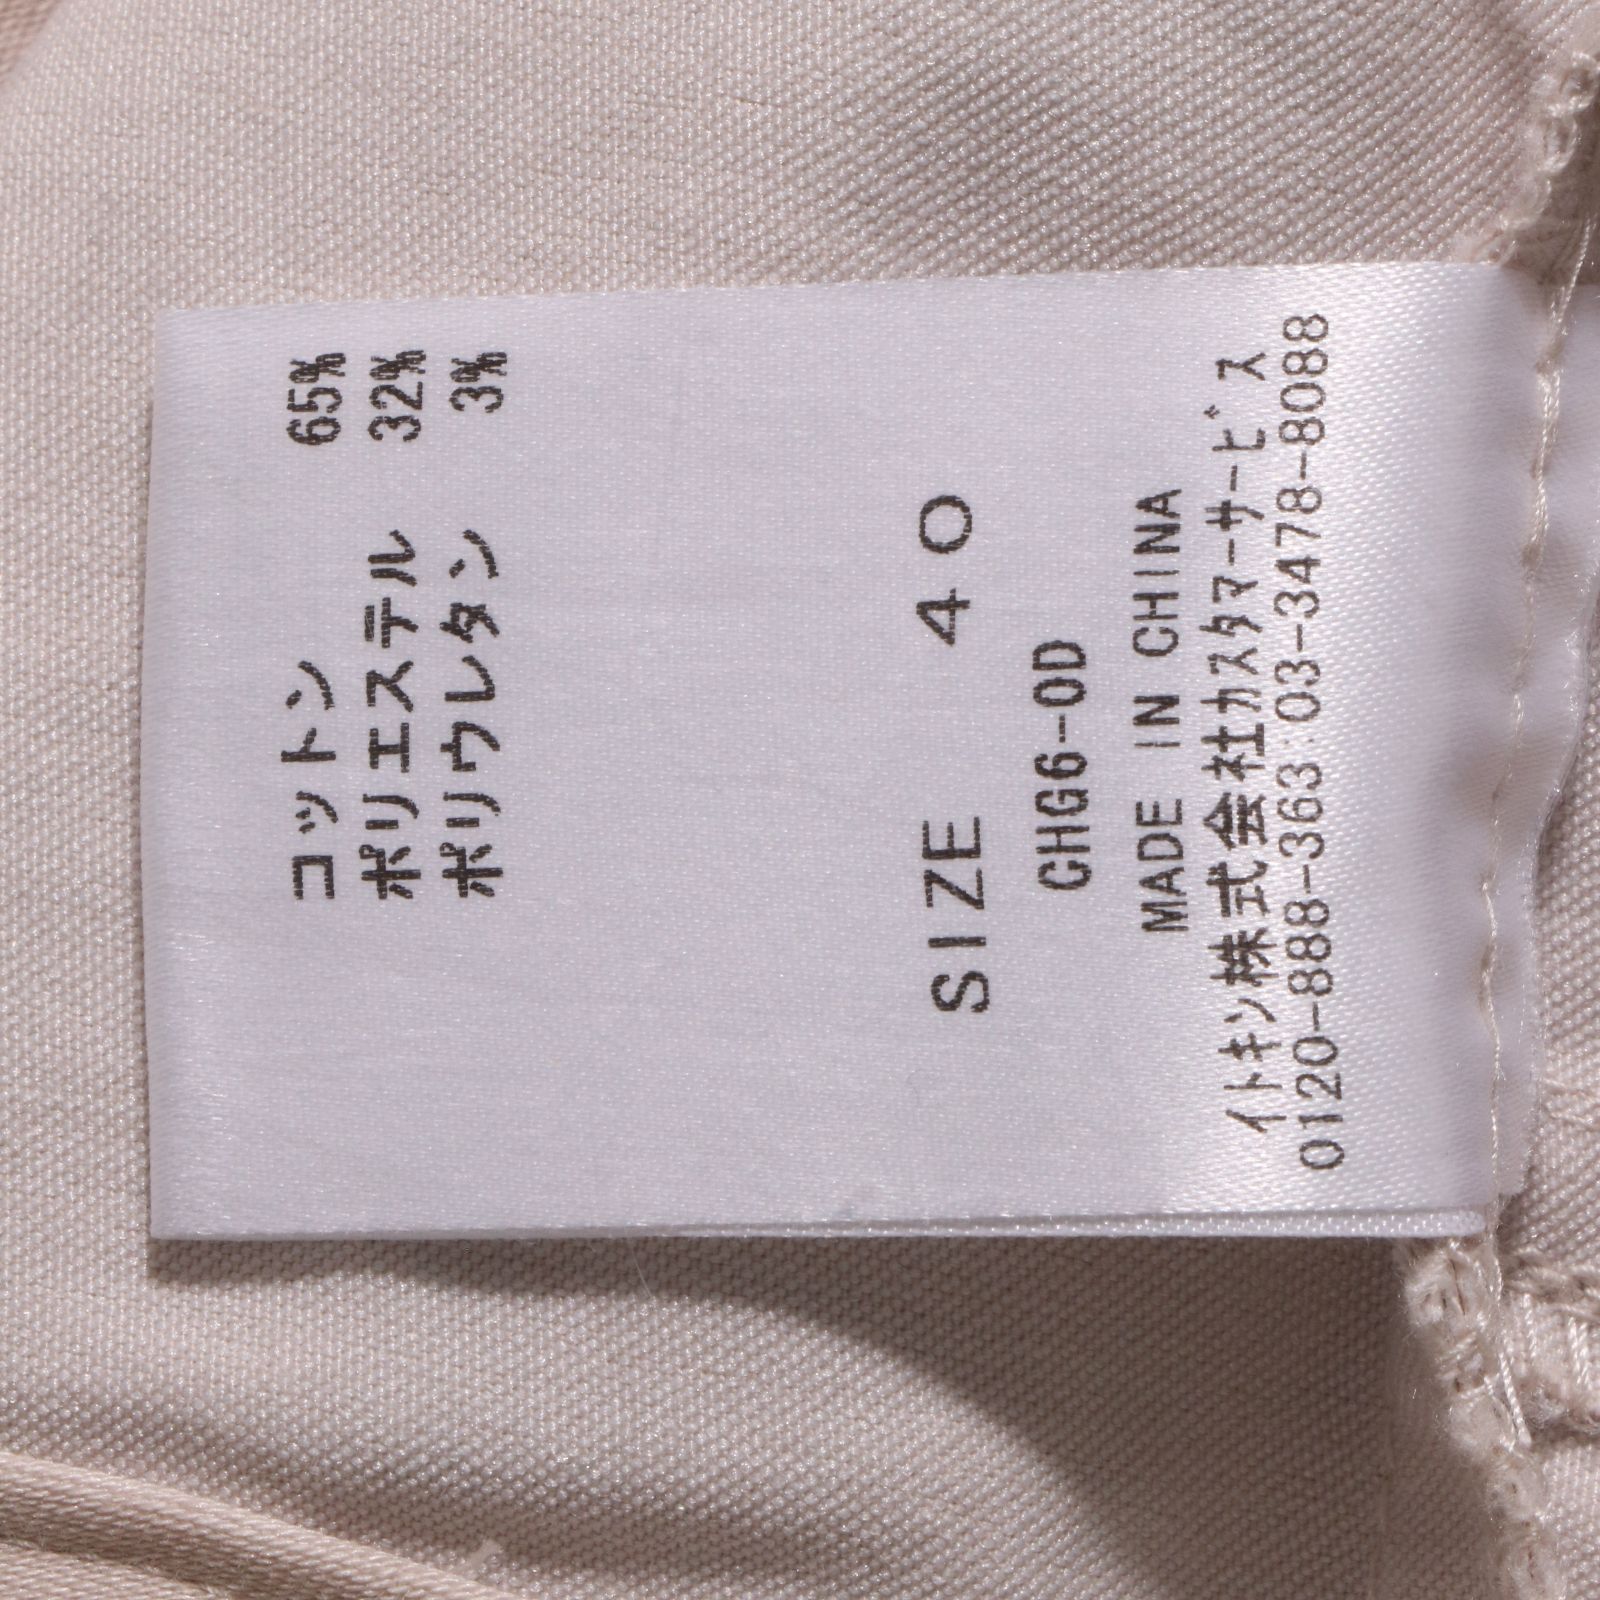 コットン 65%
ポリエステル 32%
ポリウレタン 3%
SIZE 40
GHG6-0D
MADE IN CHINA
イトキン株式会社カスタマーサービス
0120-888-363:03-3478-8088